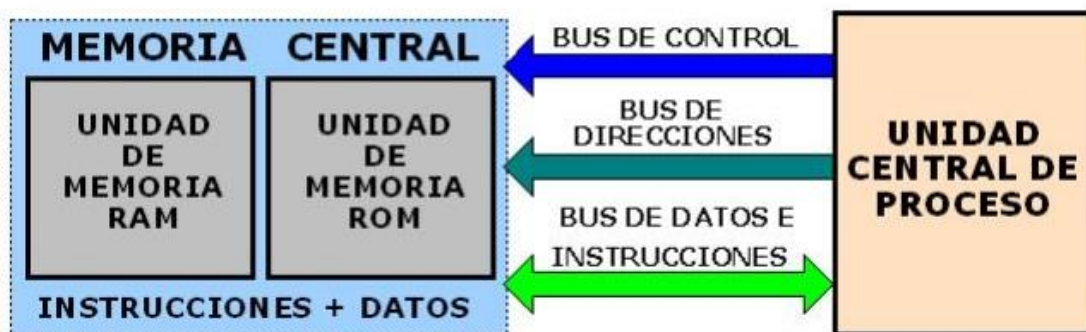 MEMORIA CENTRAL
UNIDAD
DE
MEMORIA
RAM
UNIDAD
DE
MEMORIA
ROM
INSTRUCCIONES + DATOS
BUS DE CONTROL
BUS DE
DIRECCIONES
BUS DE DATOS E
INSTRUCCIONES
UNIDAD
CENTRAL DE
PROCESO